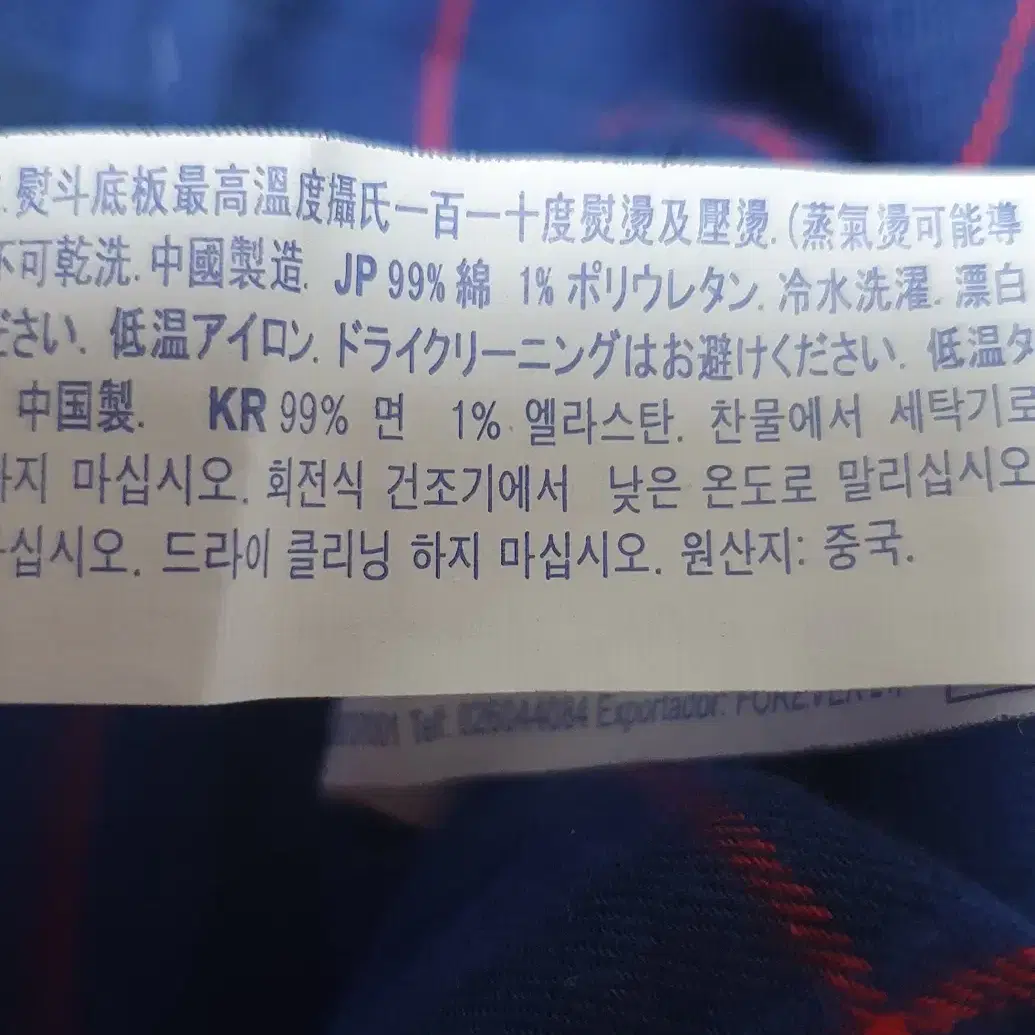 熨斗底板最高溫度攝氏一百一十度熨燙及壓燙. (蒸氣燙可能導
不可乾洗. 中國製造. JP 99% 綿 1% ポリウレタン. 冷水洗濯. 漂白
ださい. 低温アイロン. ドライクリーニングはお避けください. 低温タ
中国製. KR 99% 면 1% 엘라스탄. 찬물에서 세탁기로
하지 마십시오. 회전식 건조기에서 낮은 온도로 말리십시오
마십시오. 드라이 클리닝 하지 마십시오. 원산지: 중국.
Telf: 026044084 Exportador: FOREVER 21